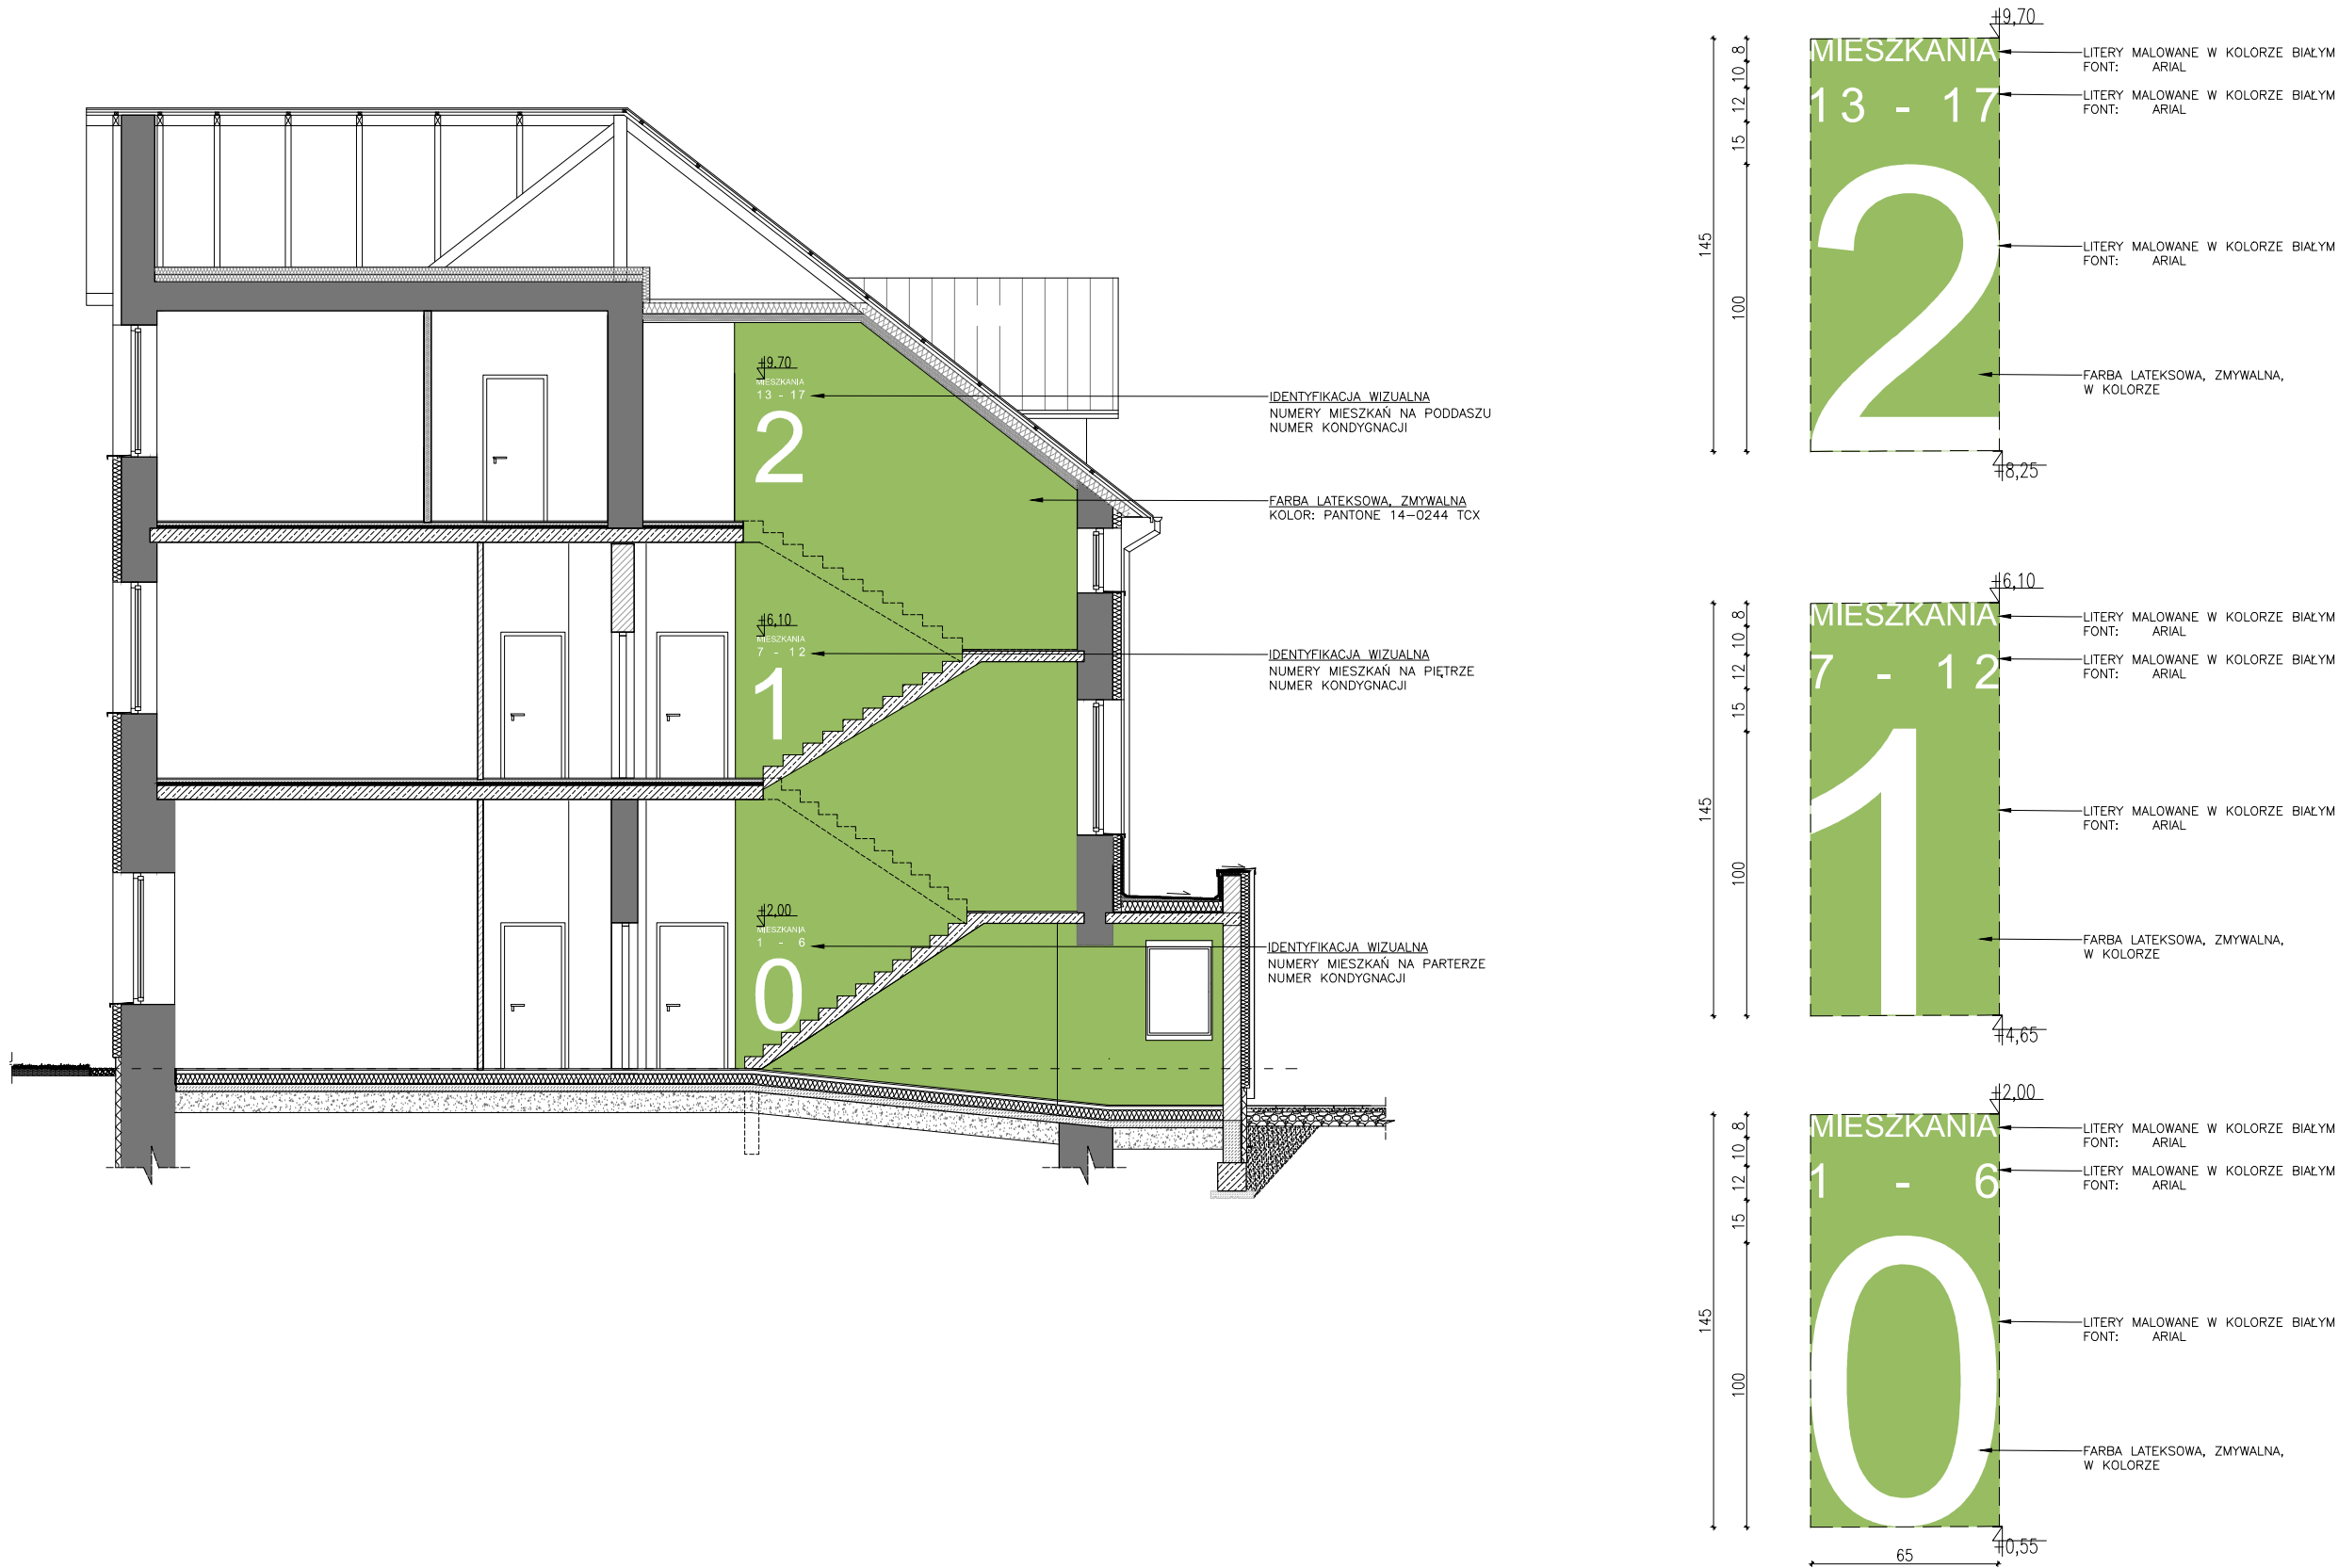 +9.70
MIESZKANIA
13 - 17
2
IDENTYFIKACJA WIZUALNA
NUMERY MIESZKAŃ NA PODDASZU
NUMER KONDYGNACJI
FARBA LATEKSOWA, ZMYWALNA
KOLOR: PANTONE 14-0244 TCX
+6,10
MIESZKANIA
7 - 12
1
IDENTYFIKACJA WIZUALNA
NUMERY MIESZKAŃ NA PIĘTRZE
NUMER KONDYGNACJI
+2,00
MIESZKANIA
1 - 6
0
IDENTYFIKACJA WIZUALNA
NUMERY MIESZKAŃ NA PARTERZE
NUMER KONDYGNACJI
+9,70
MIESZKANIA
13 - 17
2
+8,25
145
8
10
12
15
100
LITERY MALOWANE W KOLORZE BIAŁYM
FONT: ARIAL
LITERY MALOWANE W KOLORZE BIAŁYM
FONT: ARIAL
LITERY MALOWANE W KOLORZE BIAŁYM
FONT: ARIAL
FARBA LATEKSOWA, ZMYWALNA,
W KOLORZE
+6,10
MIESZKANIA
7 - 12
1
+4,65
145
8
10
12
15
100
LITERY MALOWANE W KOLORZE BIAŁYM
FONT: ARIAL
LITERY MALOWANE W KOLORZE BIAŁYM
FONT: ARIAL
LITERY MALOWANE W KOLORZE BIAŁYM
FONT: ARIAL
FARBA LATEKSOWA, ZMYWALNA,
W KOLORZE
+2,00
MIESZKANIA
1 - 6
0
+0,55
145
8
10
12
15
100
65
LITERY MALOWANE W KOLORZE BIAŁYM
FONT: ARIAL
LITERY MALOWANE W KOLORZE BIAŁYM
FONT: ARIAL
LITERY MALOWANE W KOLORZE BIAŁYM
FONT: ARIAL
FARBA LATEKSOWA, ZMYWALNA,
W KOLORZE